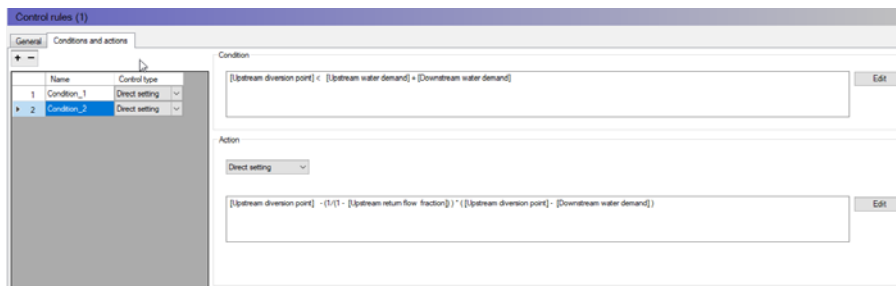 Control rules (1)
General Conditions and actions
+ −
Name Control type
1 Condition_1 Direct setting
2 Condition_2 Direct setting
Condition
[Upstream diversion point] < [Upstream water demand] + [Downstream water demand]
Edit
Action
Direct setting
[Upstream diversion point] - (1/(1 - [Upstream return flow fraction]) ) * ( [Upstream diversion point] - [Downstream water demand] )
Edit